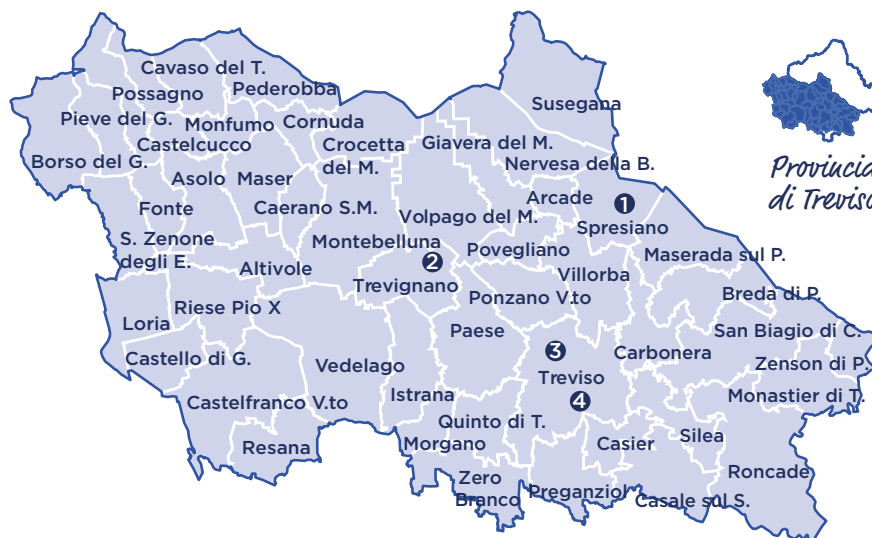 Cavaso del T.
Possagno
Pederobba
Susegana
Pieve del G.
Monfumo
Cornuda
Castelcucco
Crocetta
del M.
Giavera del M.
Borso del G.
Nervesa della B.
Asolo
Maser
Arcade
1
Provincia
di Treviso
Fonte
Caerano S.M.
Volpago del M.
Spresiano
S. Zenone
degli E.
Montebelluna
Povegliano
Maserada sul P.
Altivole
2
Trevignano
Villorba
Ponzano V.to
Breda di P.
Riese Pio X
Loria
Paese
San Biagio di C.
Castello di G.
Vedelago
3
Treviso
Carbonera
Zenson di P.
Monastier di T.
Castelfranco V.to
Istrana
4
Quinto di T.
Resana
Morgano
Casier
Silea
Roncade
Zero
Branco
Preganziol
Casale sul S.